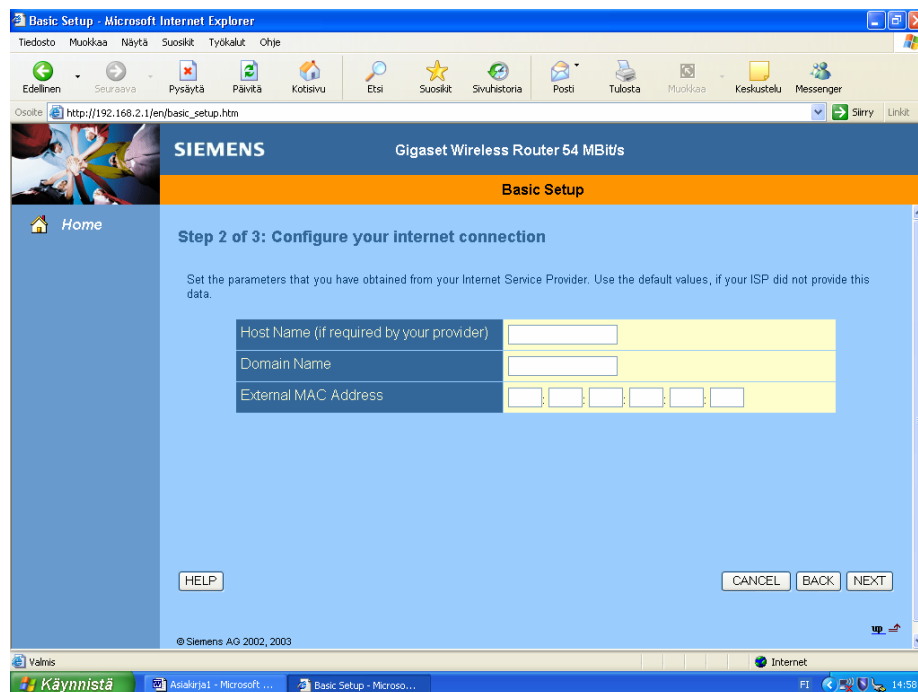 Basic Setup - Microsoft Internet Explorer
Tiedosto Muokkaa Näytä Suosikit Työkalut Ohje
Edellinen Seuraava Pysäytä Päivitä Kotisivu Etsi Suosikit Sivuhistoria Posti Tulosta Muokkaa Keskustelu Messenger
Osoite http://192.168.2.1/en/basic_setup.htm Siirry Linkit
SIEMENS Gigaset Wireless Router 54 MBit/s
Basic Setup
Home
Step 2 of 3: Configure your internet connection
Set the parameters that you have obtained from your Internet Service Provider. Use the default values, if your ISP did not provide this
data.
Host Name (if required by your provider)
Domain Name
External MAC Address : : : : :
HELP CANCEL BACK NEXT
up
© Siemens AG 2002, 2003
Valmis Internet
Käynnistä Asiakirja1 - Microsoft ... Basic Setup - Microso... FI 14:58